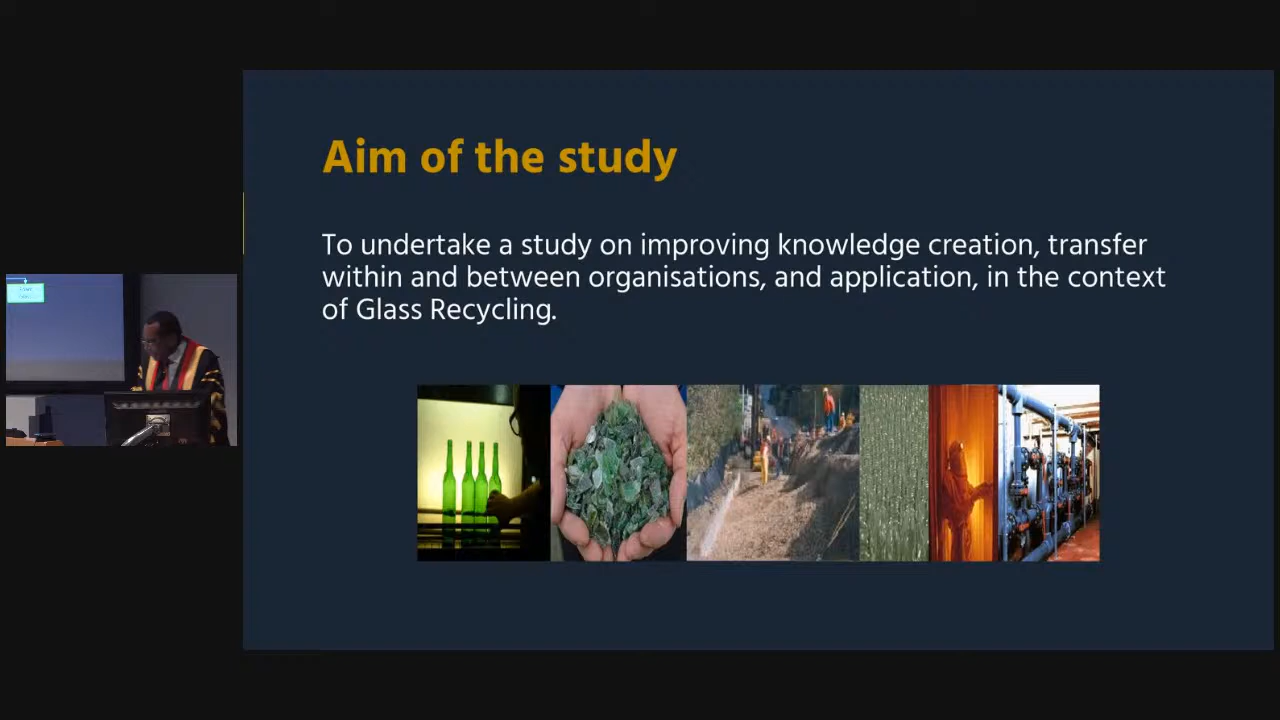 Aim of the study
To undertake a study on improving knowledge creation, transfer
within and between organisations, and application, in the context
of Glass Recycling.